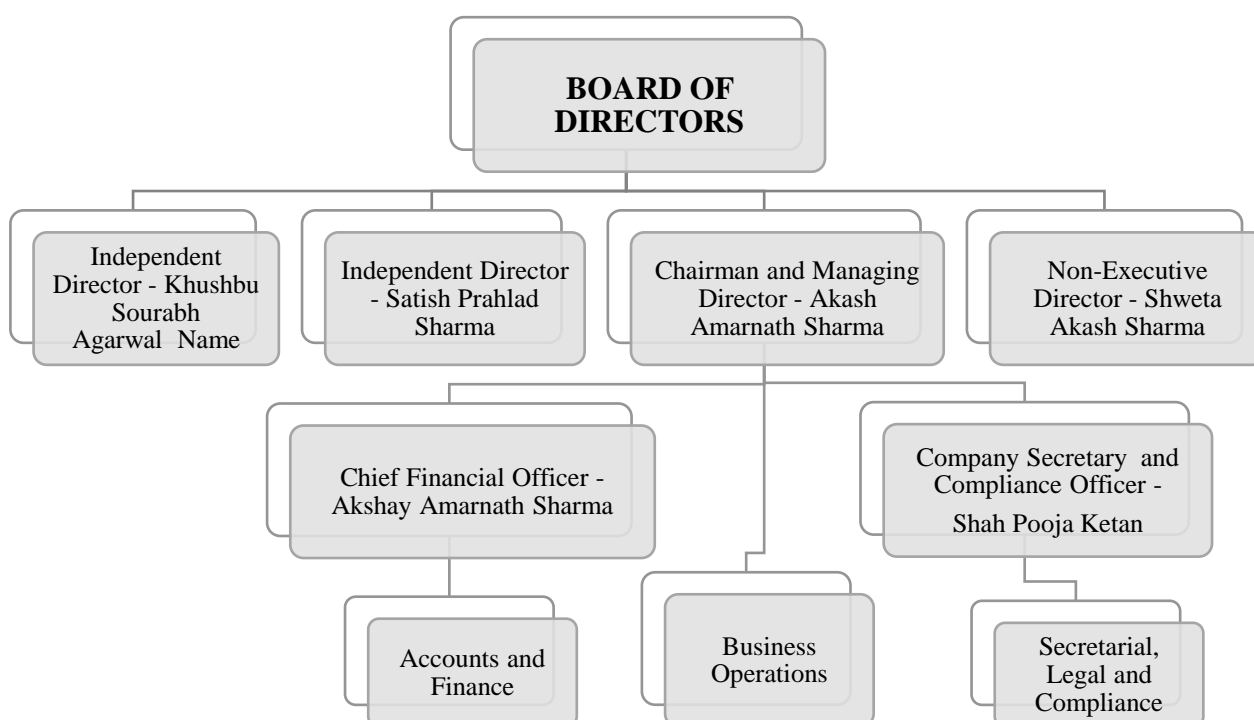 BOARD OF
DIRECTORS
Independent
Director - Khushbu
Sourabh
Agarwal  Name
Independent Director
- Satish Prahlad
Sharma
Chairman and Managing
Director - Akash
Amarnath Sharma
Non-Executive
Director - Shweta
Akash Sharma
Chief Financial Officer -
Akshay Amarnath Sharma
Company Secretary  and
Compliance Officer -
Shah Pooja Ketan
Accounts and
Finance
Business
Operations
Secretarial,
Legal and
Compliance